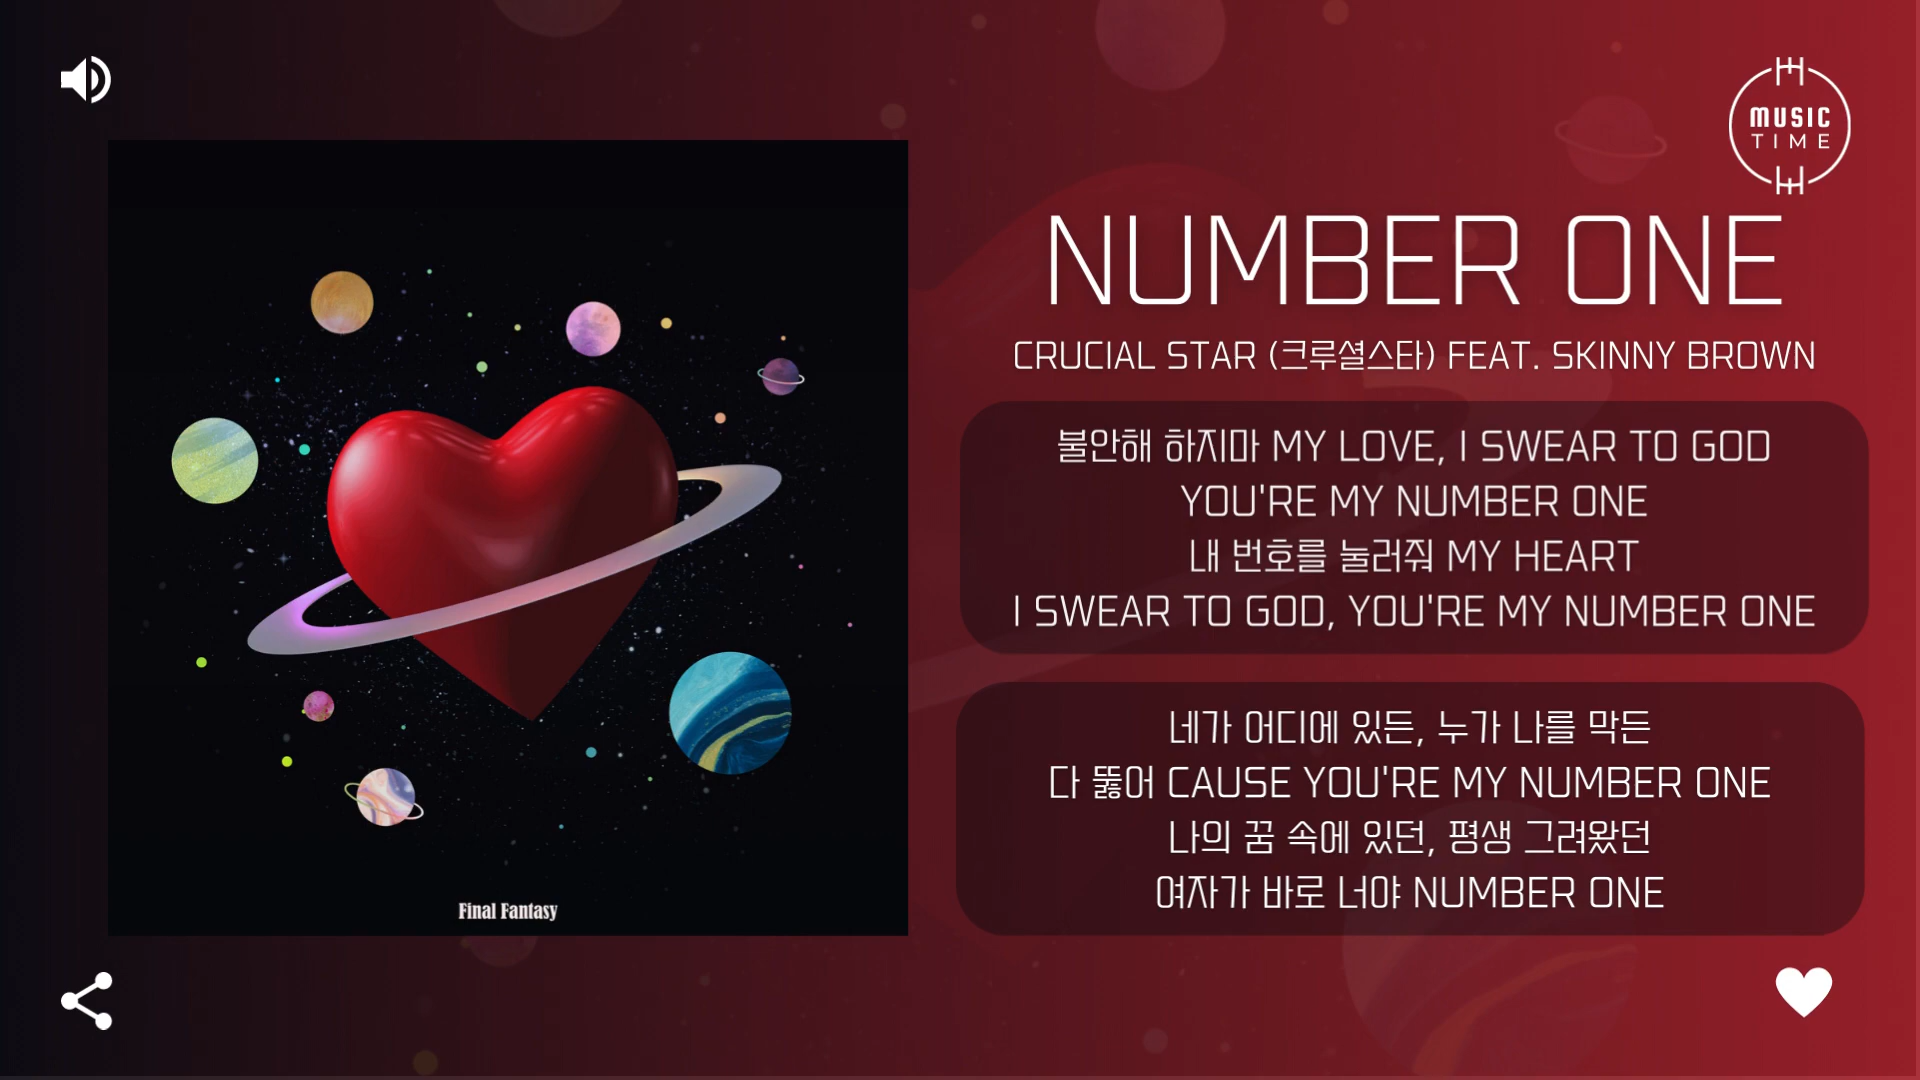 MUSIC
TIME
NUMBER ONE
CRUCIAL STAR (크루셜스타) FEAT. SKINNY BROWN
불안해 하지마 MY LOVE, I SWEAR TO GOD
YOU'RE MY NUMBER ONE
내 번호를 눌러줘 MY HEART
I SWEAR TO GOD, YOU'RE MY NUMBER ONE
네가 어디에 있든, 누가 나를 막든
다 뚫어 CAUSE YOU'RE MY NUMBER ONE
나의 꿈 속에 있던, 평생 그려왔던
여자가 바로 너야 NUMBER ONE
Final Fantasy